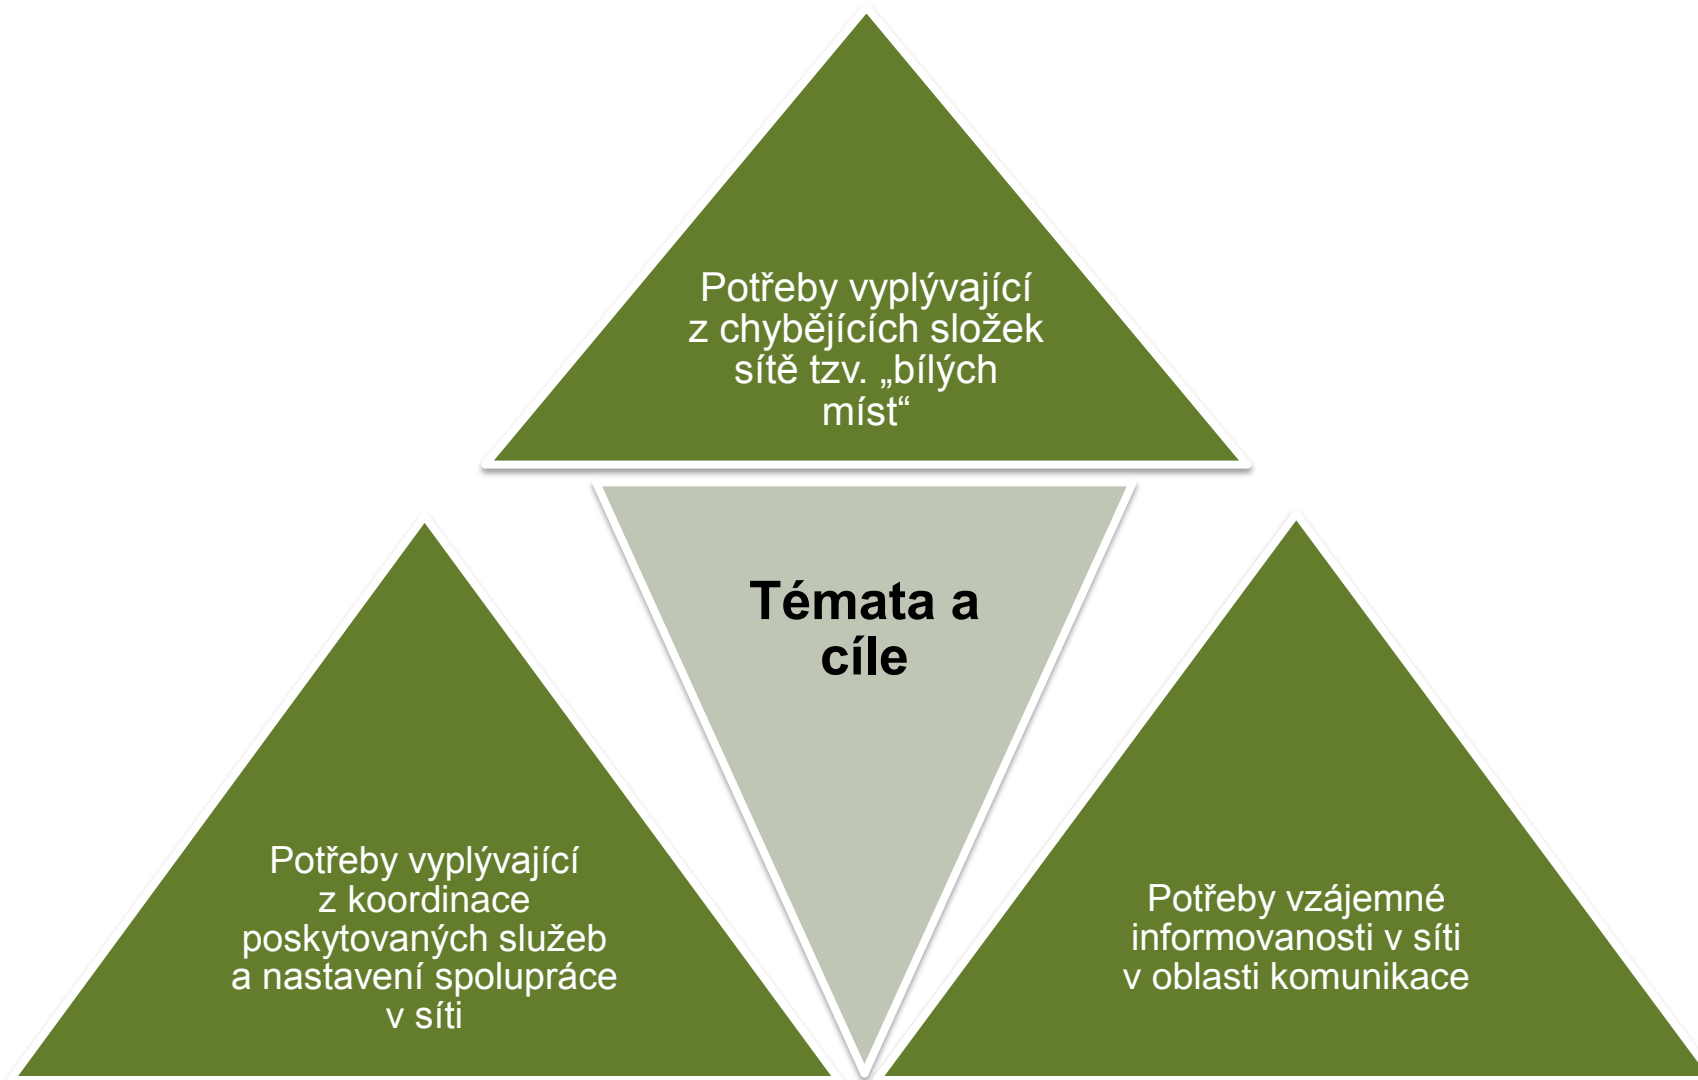 Potřeby vyplývající
z chybějících složek
sítě tzv. „bílých
míst“
Témata a
cíle
Potřeby vyplývající
z koordinace
poskytovaných služeb
a nastavení spolupráce
v síti
Potřeby vzájemné
informovanosti v síti
v oblasti komunikace